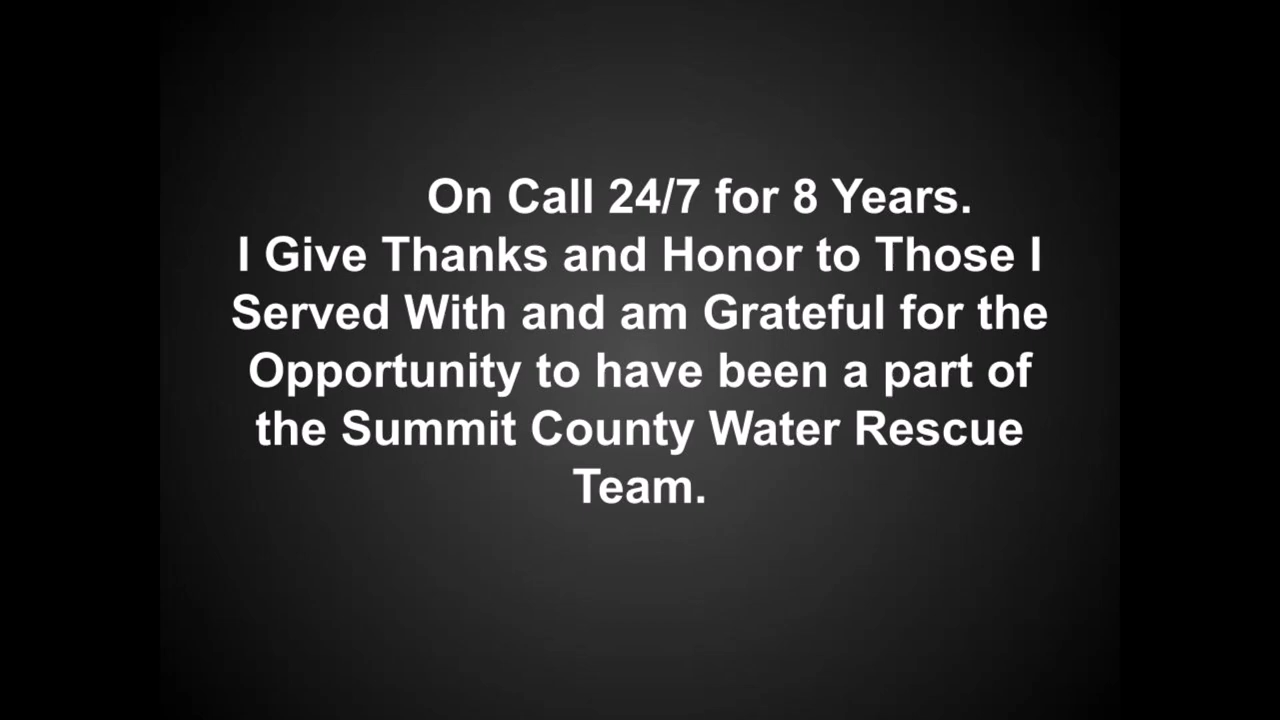 On Call 24/7 for 8 Years.
I Give Thanks and Honor to Those I
Served With and am Grateful for the
Opportunity to have been a part of
the Summit County Water Rescue
Team.